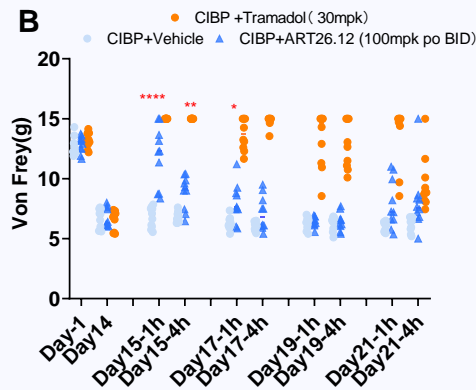 B
CIBP +Tramadol( 30mpk)
CIBP+Vehicle CIBP+ART26.12 (100mpk po BID)
Von Frey(g)
20
15
10
5
0
**** ** *
Day-1 Day14 Day15-1h Day15-4h Day17-1h Day17-4h Day19-1h Day19-4h Day21-1h Day21-4h